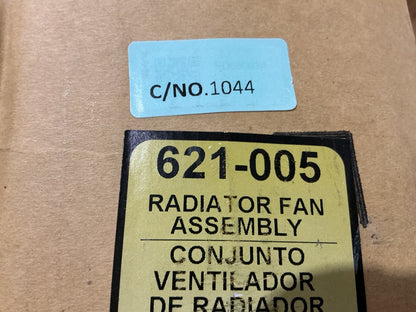 C/NO.1044
621-005
RADIATOR FAN
ASSEMBLY
CONJUNTO
VENTILADOR
DE RADIADOR